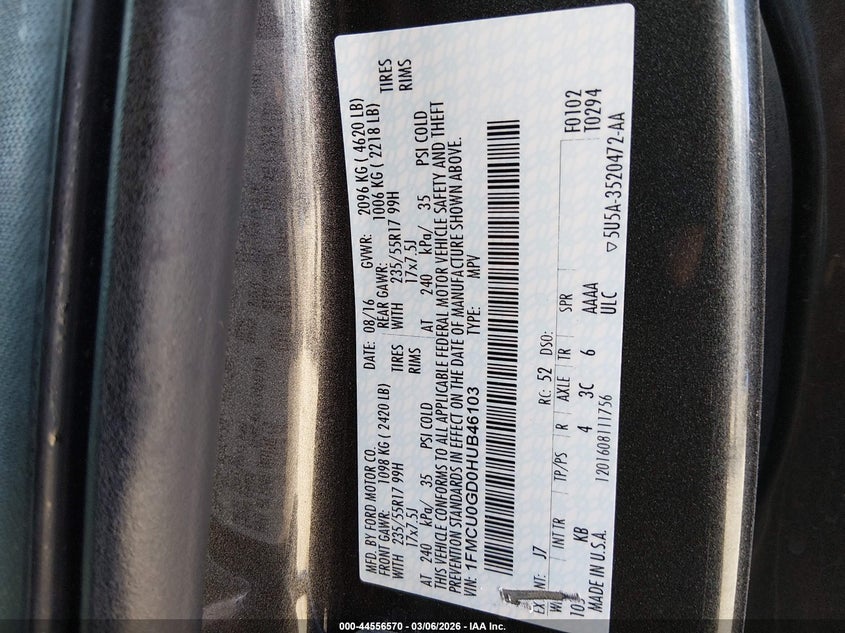 MFD. BY FORD MOTOR CO.
DATE: 08/16 GVWR: 2096 KG ( 4620 LB)
FRONT GAWR: 1098 KG ( 2420 LB) REAR GAWR: 1006 KG ( 2218 LB)
WITH 235/55R17 99H TIRES WITH 235/55R17 99H TIRES
17x7.5J RIMS 17x7.5J RIMS
AT 240 kPa/ 35 PSI COLD AT 240 kPa/ 35 PSI COLD
THIS VEHICLE CONFORMS TO ALL APPLICABLE FEDERAL MOTOR VEHICLE SAFETY AND THEFT
PREVENTION STANDARDS IN EFFECT ON THE DATE OF MANUFACTURE SHOWN ABOVE.
VIN: 1FMCU0GD0HUB46103 TYPE: MPV
F0102
T0294
EXT PNT: J7 RC: 52 DSO:
INT TR TP/PS R AXLE TR SPR
103 KB 4 3C 6 AAAA
MADE IN U.S.A. 1201608111756 ULC
▽5U5A-3520472-AA
000-44556570 — 03/06/2026 - IAA Inc.